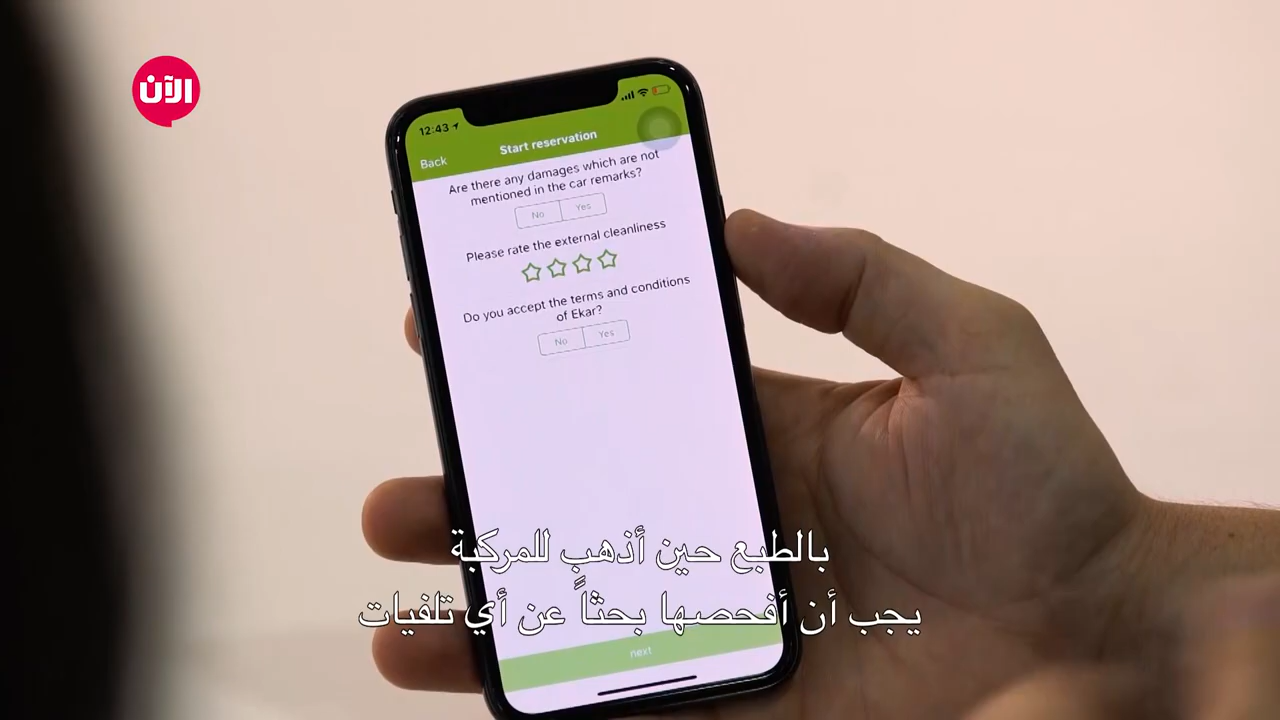 الآن
12:43
Back
Start reservation
Are there any damages which are not
mentioned in the car remarks?
No Yes
Please rate the external cleanliness
Do you accept the terms and conditions
of Ekar?
No Yes
بالطبع حين أذهب للمركبة
يجب أن أفحصها بحثاً عن أي تلفيات
next